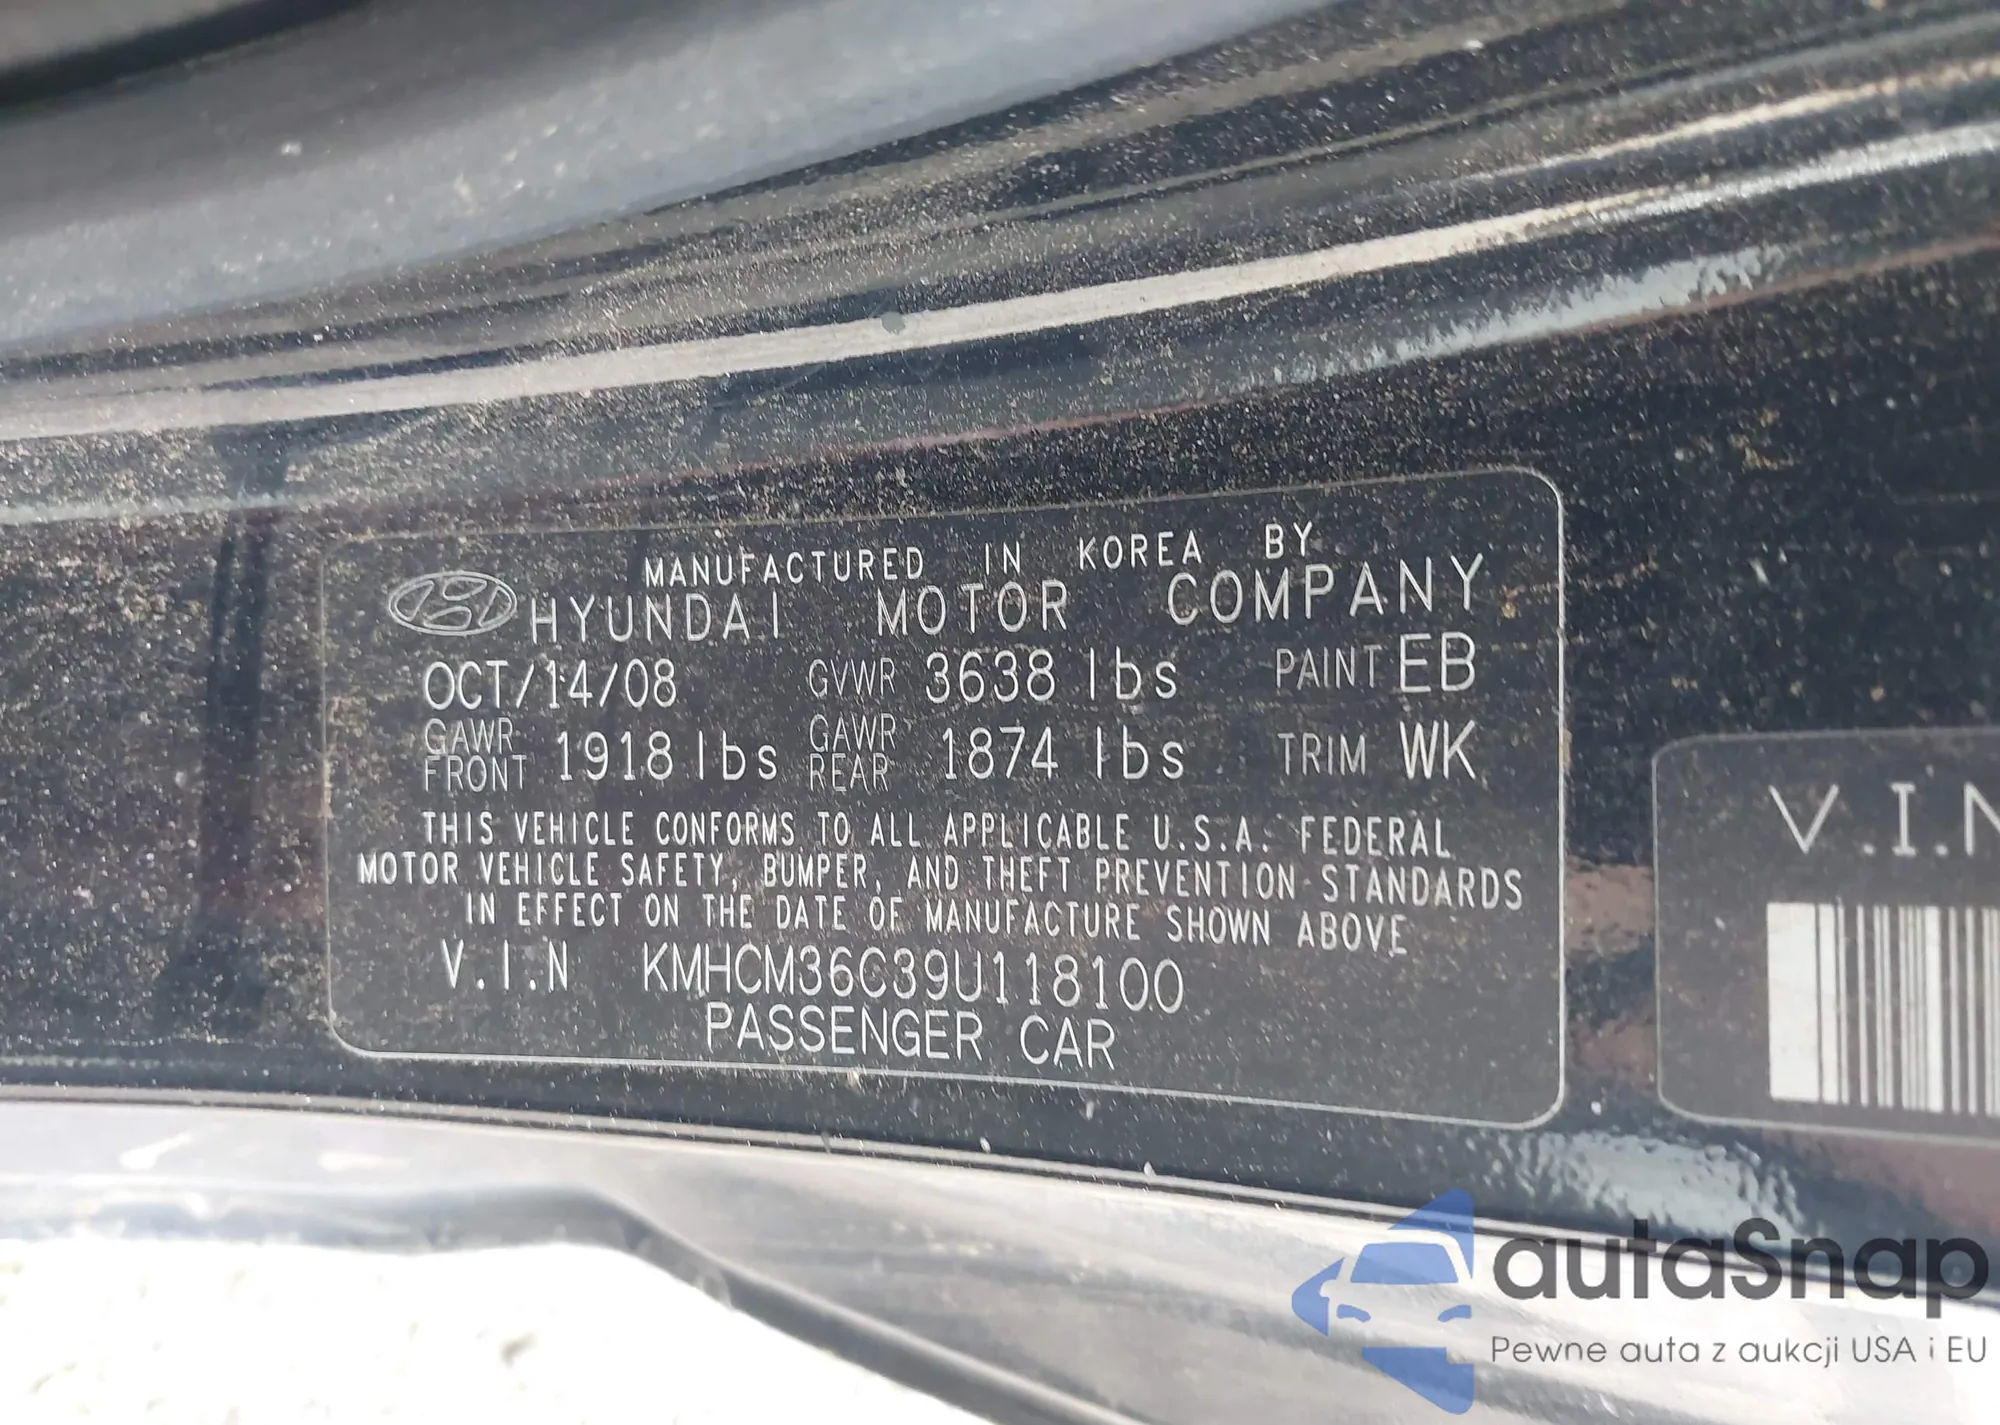 MANUFACTURED IN KOREA BY
HYUNDAI MOTOR COMPANY
OCT/14/08 GVWR 3638 lbs PAINT EB
GAWR FRONT 1918 lbs GAWR REAR 1874 lbs TRIM WK
THIS VEHICLE CONFORMS TO ALL APPLICABLE U.S.A. FEDERAL
MOTOR VEHICLE SAFETY, BUMPER, AND THEFT PREVENTION STANDARDS
IN EFFECT ON THE DATE OF MANUFACTURE SHOWN ABOVE
V.I.N KMHCM36C39U118100
PASSENGER CAR
V.I.N
autaSnap
Pewne auta z aukcji USA i EU